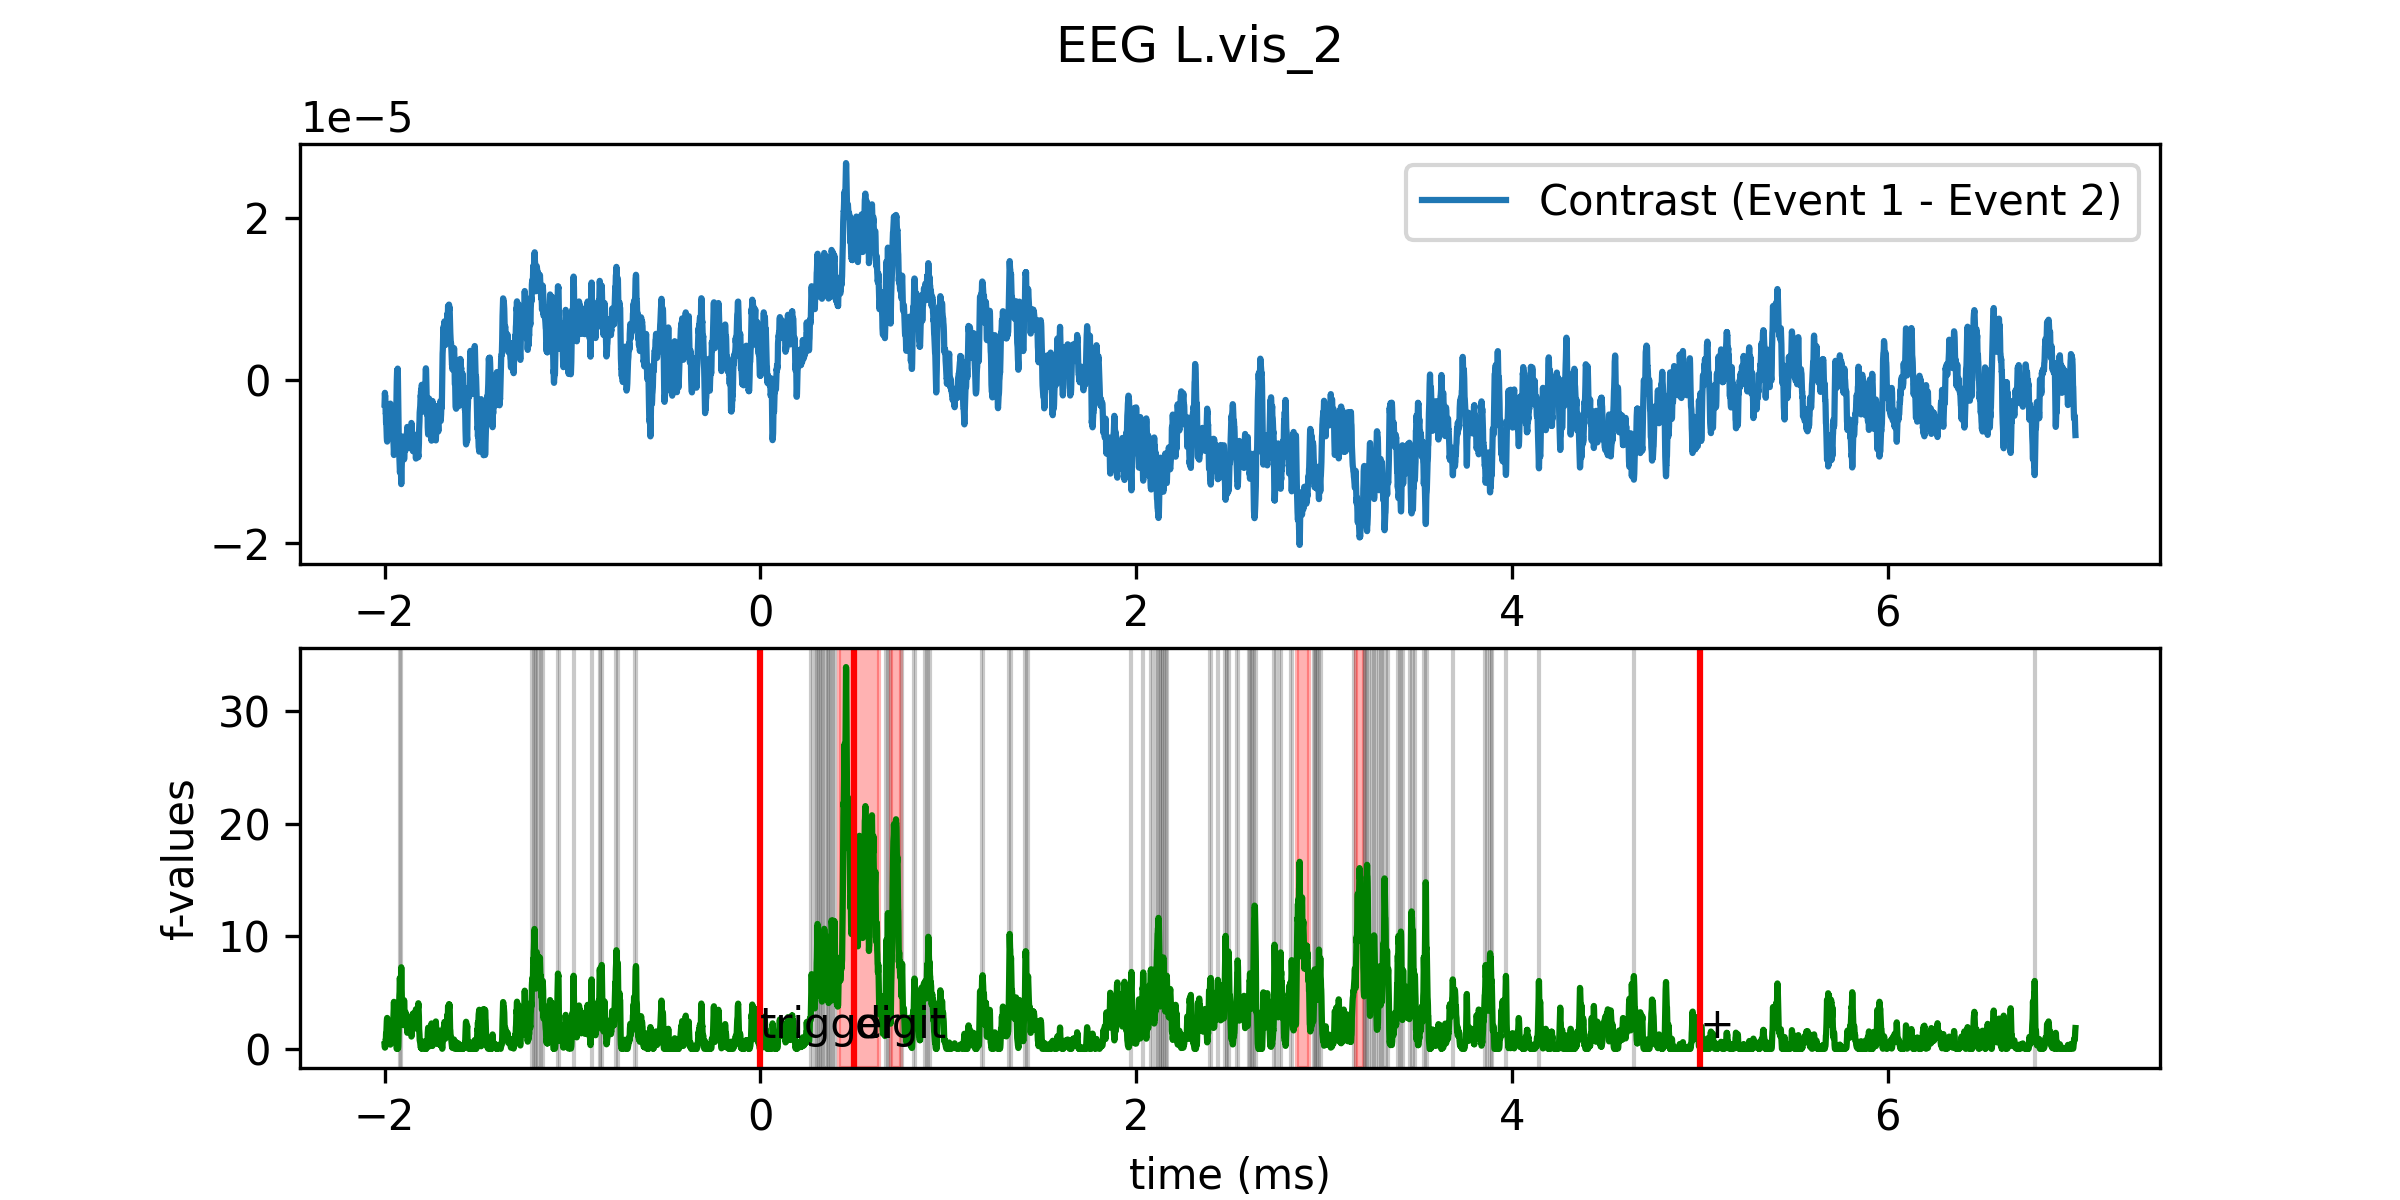 EEG L.vis_2
1e−5
Contrast (Event 1 - Event 2)
2
0
−2
−2 0 2 4 6
f-values
30
20
10
0
trigger digit +
−2 0 2 4 6
time (ms)